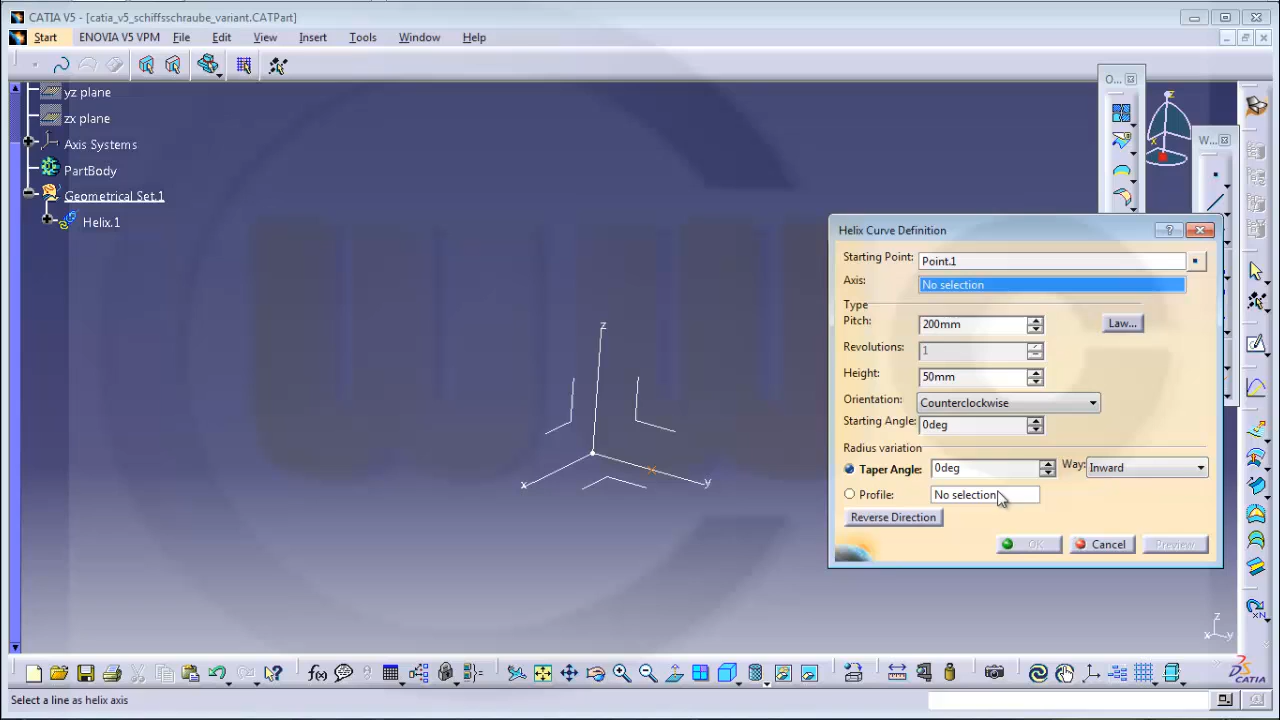 CATIA V5 - [catia_v5_schiffsschraube_variant.CATPart]
Start ENOVIA V5 VPM File Edit View Insert Tools Window Help
O...
W...
yz plane
zx plane
Axis Systems
PartBody
Geometrical Set.1
Helix.1
z
x
y
z
x
Helix Curve Definition
Starting Point: Point.1
Axis: No selection
Type
Pitch: 200mm Law...
Revolutions: 1
Height: 50mm
Orientation: Counterclockwise
Starting Angle: 0deg
Radius variation
Taper Angle: 0deg Way: Inward
Profile: No selection
Reverse Direction
OK Cancel Preview
z
x y
f(x)
CATIA
Select a line as helix axis